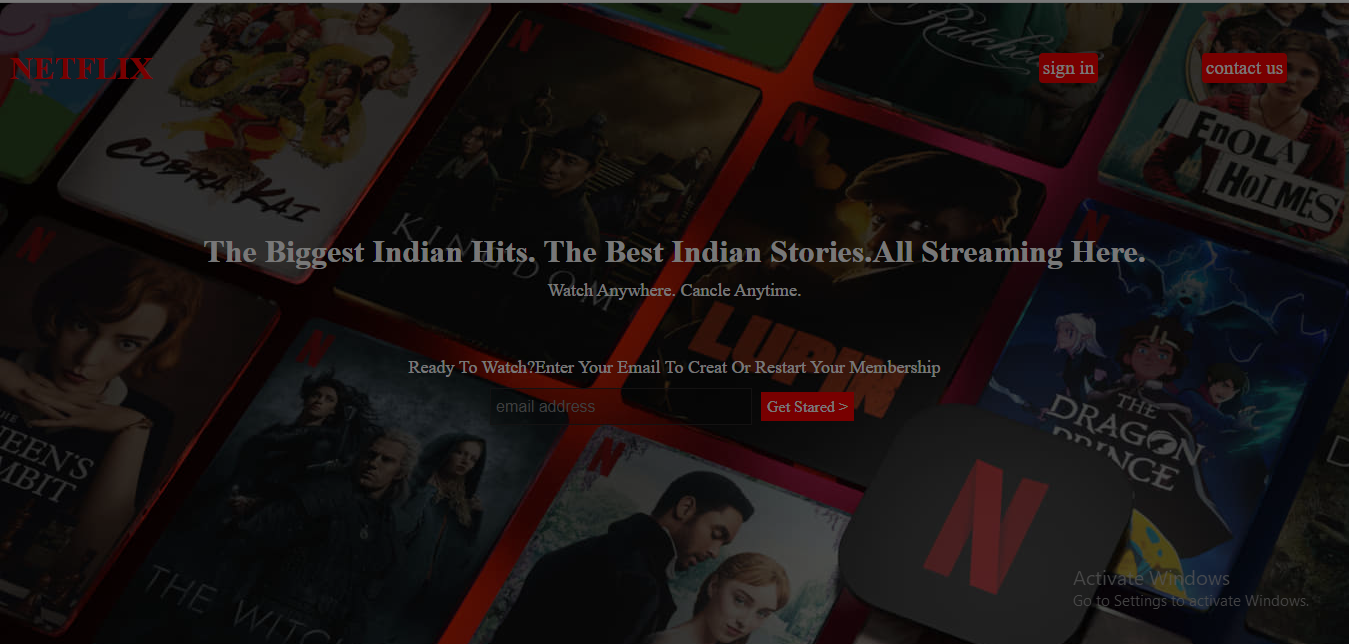 NETFLIX
sign in
contact us
Ratched
COBRA KAI
KINGDOM
ENOLA
HOLMES
The Biggest Indian Hits. The Best Indian Stories.All Streaming Here.
Watch Anywhere. Cancle Anytime.
LUPIN
Ready To Watch?Enter Your Email To Creat Or Restart Your Membership
email address
Get Stared >
THE
DRAGON
PRINCE
THE
QUEEN'S
GAMBIT
N
THE WITCH
Activate Windows
Go to Settings to activate Windows.